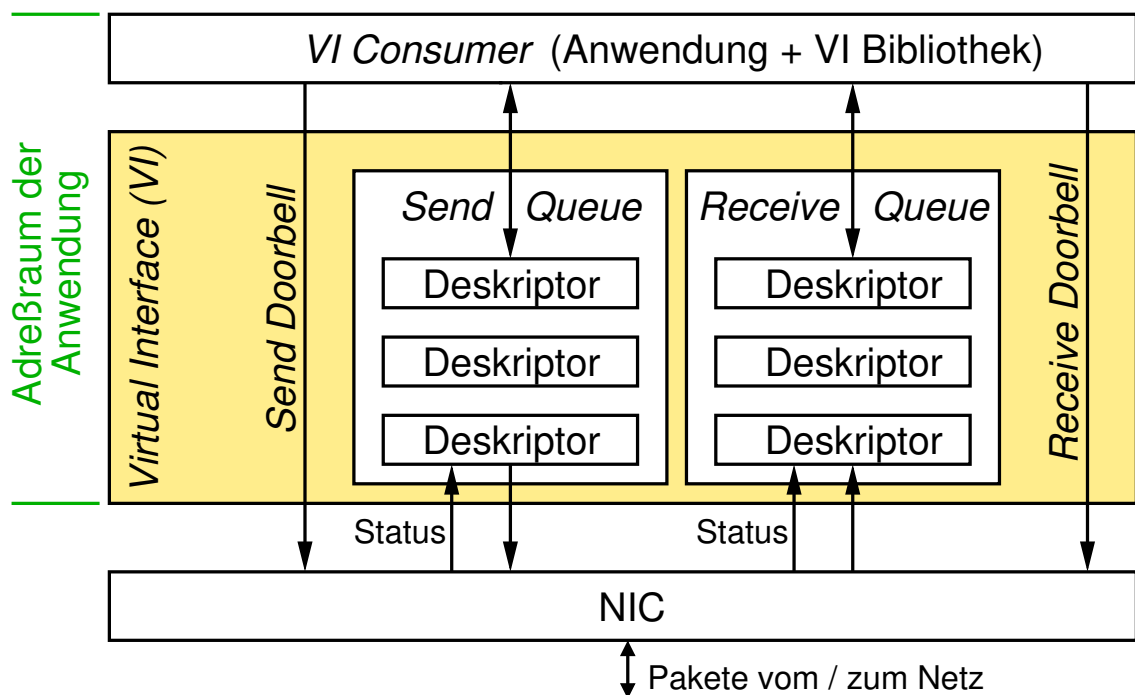 VI Consumer (Anwendung + VI Bibliothek)
Adreßraum der
Anwendung
Virtual Interface (VI)
Send Doorbell
Send Queue
Deskriptor
Deskriptor
Deskriptor
Receive Queue
Deskriptor
Deskriptor
Deskriptor
Receive Doorbell
Status
Status
NIC
Pakete vom / zum Netz